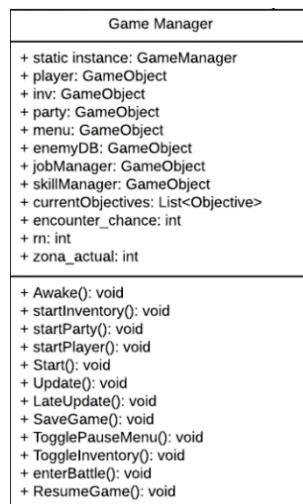 Game Manager
+ static instance: GameManager
+ player: GameObject
+ inv: GameObject
+ party: GameObject
+ menu: GameObject
+ enemyDB: GameObject
+ jobManager: GameObject
+ skillManager: GameObject
+ currentObjectives: List<Objective>
+ encounter_chance: int
+ rn: int
+ zona_actual: int
+ Awake(): void
+ startInventory(): void
+ startParty(): void
+ startPlayer(): void
+ Start(): void
+ Update(): void
+ LateUpdate(): void
+ SaveGame(): void
+ TogglePauseMenu(): void
+ ToggleInventory(): void
+ enterBattle(): void
+ ResumeGame(): void